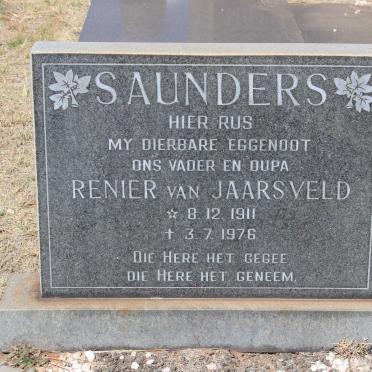 SAUNDERS
HIER RUS
MY DIERBARE EGGENOOT
ONS VADER EN OUPA
RENIER VAN JAARSVELD
☆ 8.12.1911
✝ 3.7.1976
DIE HERE HET GEGEE
DIE HERE HET GENEEM.